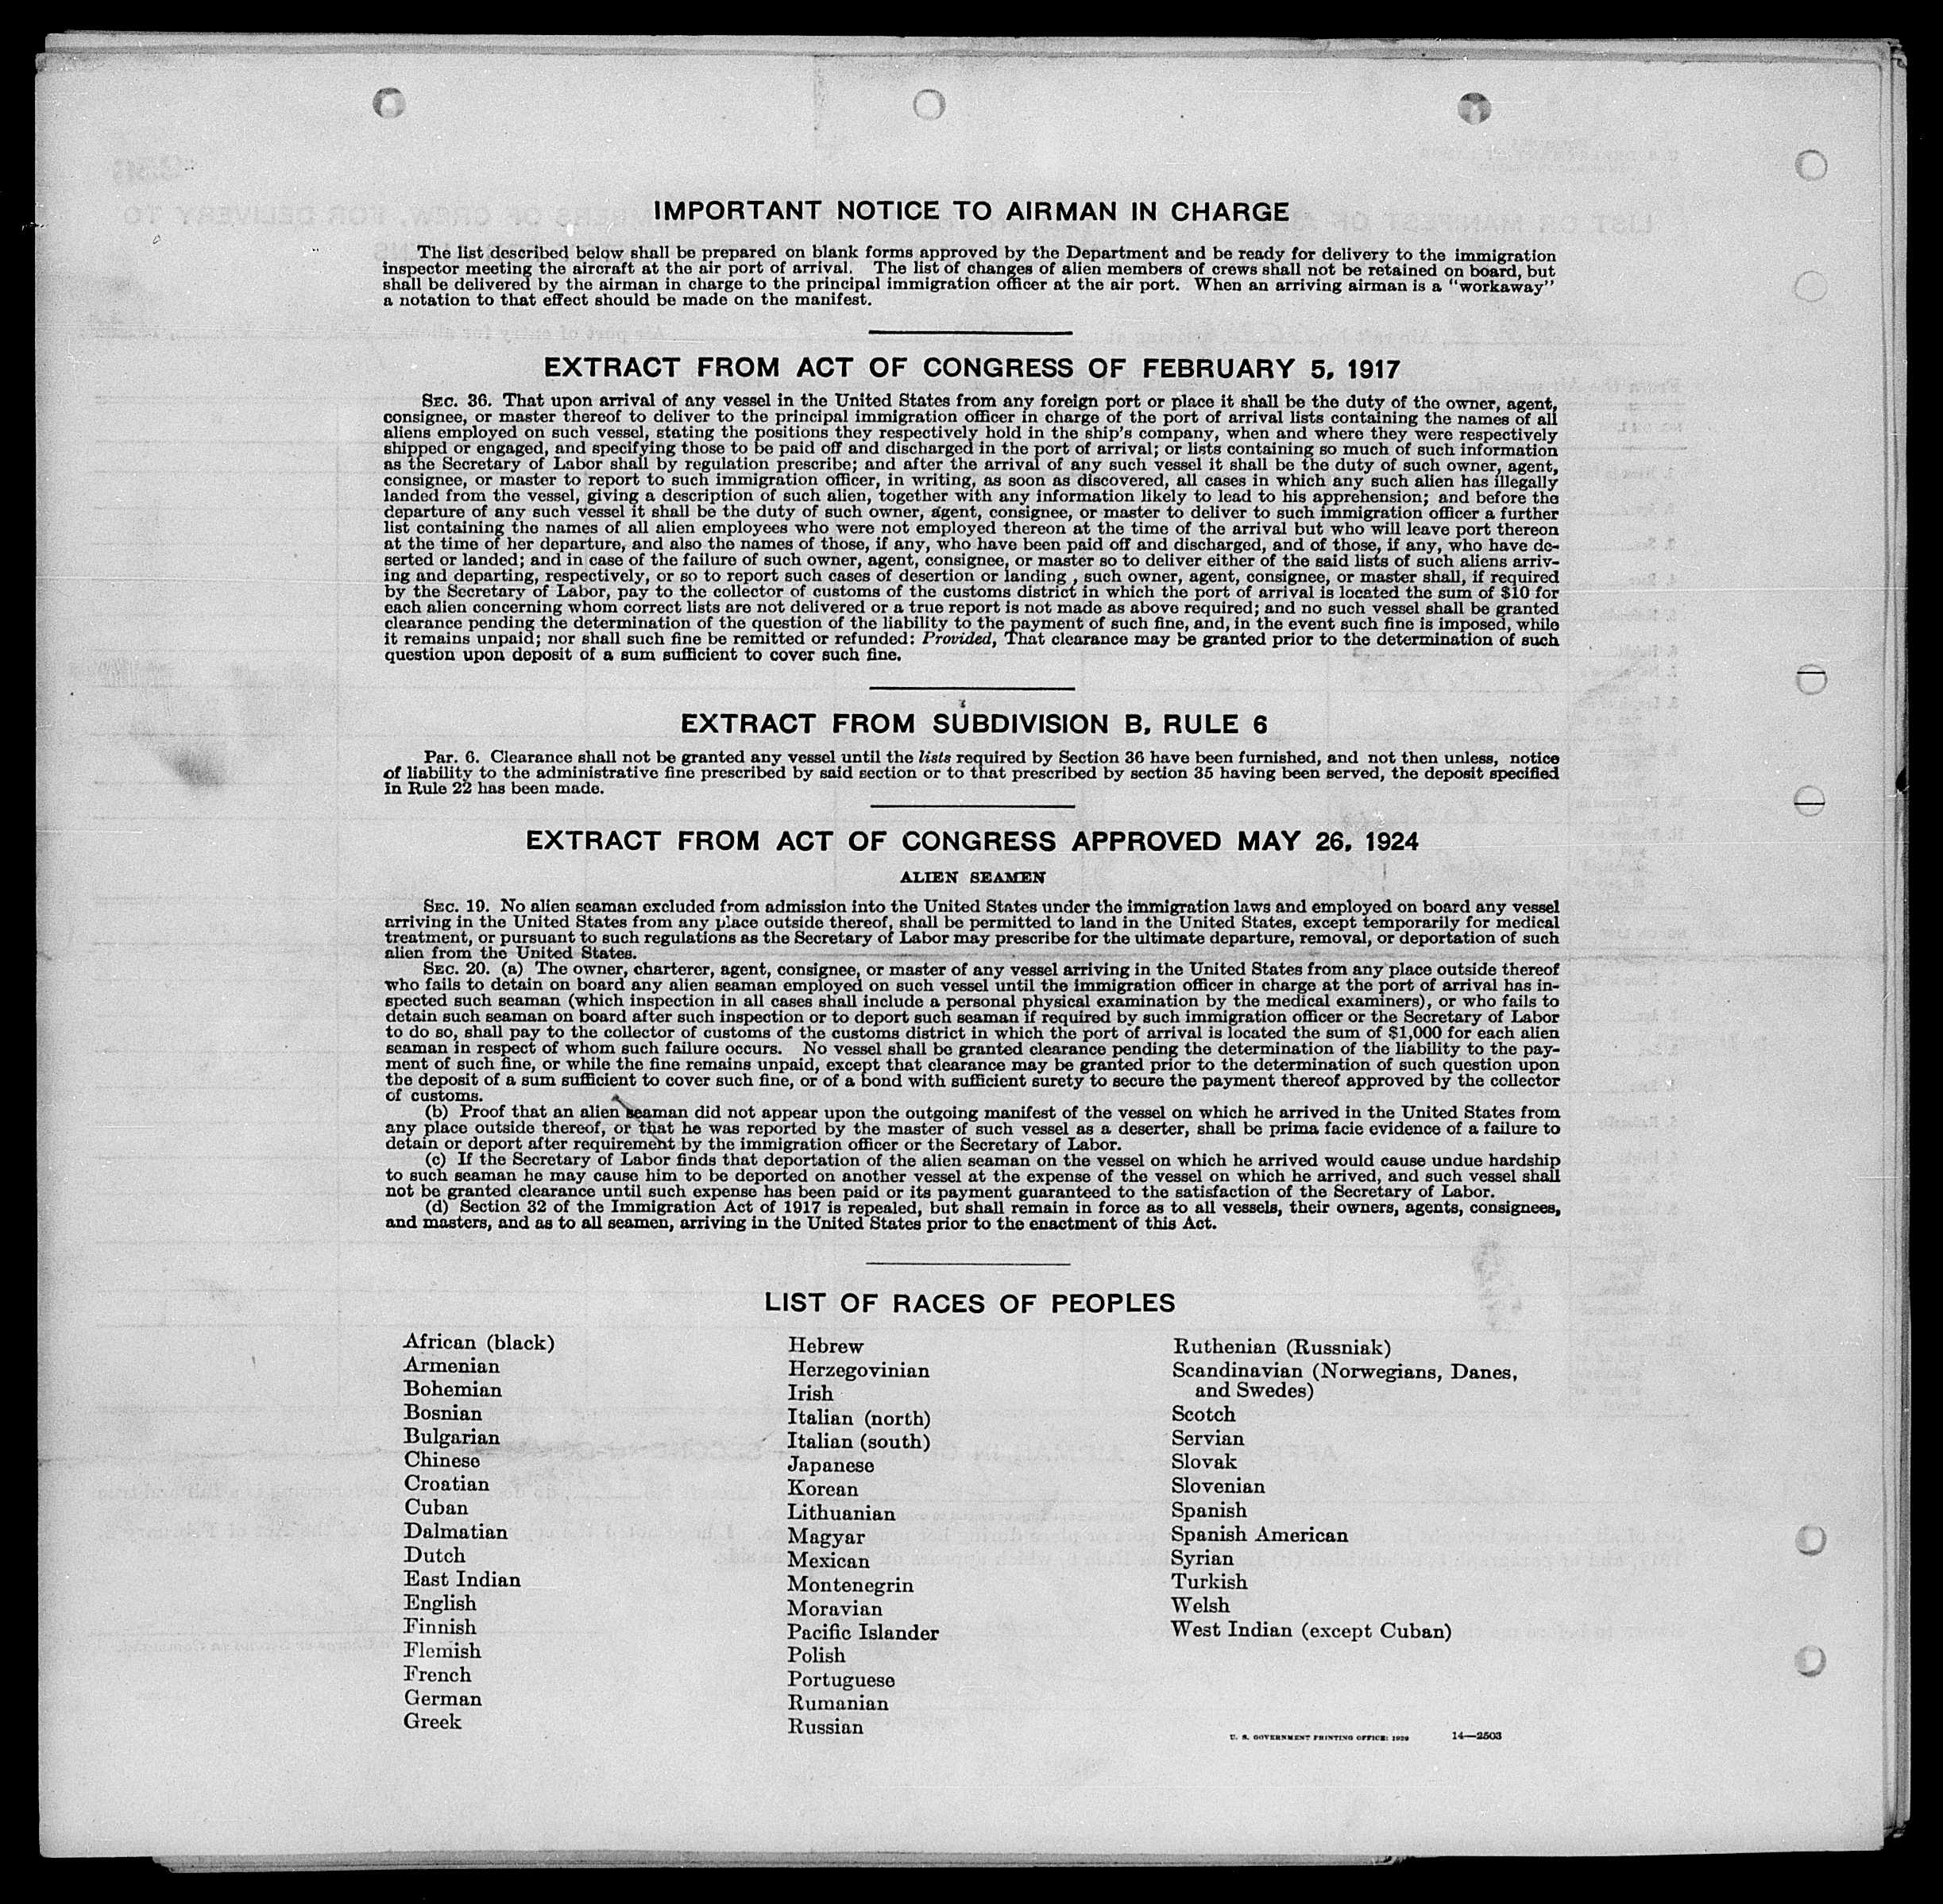 IMPORTANT NOTICE TO AIRMAN IN CHARGE
The list described below shall be prepared on blank forms approved by the Department and be ready for delivery to the immigration
inspector meeting the aircraft at the air port of arrival. The list of changes of alien members of crews shall not be retained on board, but
shall be delivered by the airman in charge to the principal immigration officer at the air port. When an arriving airman is a "workaway"
a notation to that effect should be made on the manifest.
EXTRACT FROM ACT OF CONGRESS OF FEBRUARY 5, 1917
SEC. 36. That upon arrival of any vessel in the United States from any foreign port or place it shall be the duty of the owner, agent,
consignee, or master thereof to deliver to the principal immigration officer in charge of the port of arrival lists containing the names of all
aliens employed on such vessel, stating the positions they respectively hold in the ship's company, when and where they were respectively
shipped or engaged, and specifying those to be paid off and discharged in the port of arrival; or lists containing so much of such information
as the Secretary of Labor shall by regulation prescribe; and after the arrival of any such vessel it shall be the duty of such owner, agent,
consignee, or master to report to such immigration officer, in writing, as soon as discovered, all cases in which any such alien has illegally
landed from the vessel, giving a description of such alien, together with any information likely to lead to his apprehension; and before the
departure of any such vessel it shall be the duty of such owner, agent, consignee, or master to deliver to such immigration officer a further
list containing the names of all alien employees who were not employed thereon at the time of the arrival but who will leave port thereon
at the time of her departure, and also the names of those, if any, who have been paid off and discharged, and of those, if any, who have de-
serted or landed; and in case of the failure of such owner, agent, consignee, or master so to deliver either of the said lists of such aliens arriv-
ing and departing, respectively, or so to report such cases of desertion or landing , such owner, agent, consignee, or master shall, if required
by the Secretary of Labor, pay to the collector of customs of the customs district in which the port of arrival is located the sum of $10 for
each alien concerning whom correct lists are not delivered or a true report is not made as above required; and no such vessel shall be granted
clearance pending the determination of the question of the liability to the payment of such fine, and, in the event such fine is imposed, while
it remains unpaid; nor shall such fine be remitted or refunded: Provided, That clearance may be granted prior to the determination of such
question upon deposit of a sum sufficient to cover such fine.
EXTRACT FROM SUBDIVISION B, RULE 6
Par. 6. Clearance shall not be granted any vessel until the lists required by Section 36 have been furnished, and not then unless, notice
of liability to the administrative fine prescribed by said section or to that prescribed by section 35 having been served, the deposit specified
in Rule 22 has been made.
EXTRACT FROM ACT OF CONGRESS APPROVED MAY 26, 1924
ALIEN SEAMEN
SEC. 19. No alien seaman excluded from admission into the United States under the immigration laws and employed on board any vessel
arriving in the United States from any place outside thereof, shall be permitted to land in the United States, except temporarily for medical
treatment, or pursuant to such regulations as the Secretary of Labor may prescribe for the ultimate departure, removal, or deportation of such
alien from the United States.
SEC. 20. (a) The owner, charterer, agent, consignee, or master of any vessel arriving in the United States from any place outside thereof
who fails to detain on board any alien seaman employed on such vessel until the immigration officer in charge at the port of arrival has in-
spected such seaman (which inspection in all cases shall include a personal physical examination by the medical examiners), or who fails to
detain such seaman on board after such inspection or to deport such seaman if required by such immigration officer or the Secretary of Labor
to do so, shall pay to the collector of customs of the customs district in which the port of arrival is located the sum of $1,000 for each alien
seaman in respect of whom such failure occurs. No vessel shall be granted clearance pending the determination of the liability to the pay-
ment of such fine, or while the fine remains unpaid, except that clearance may be granted prior to the determination of such question upon
the deposit of a sum sufficient to cover such fine, or of a bond with sufficient surety to secure the payment thereof approved by the collector
of customs.
(b) Proof that an alien seaman did not appear upon the outgoing manifest of the vessel on which he arrived in the United States from
any place outside thereof, or that he was reported by the master of such vessel as a deserter, shall be prima facie evidence of a failure to
detain or deport after requirement by the immigration officer or the Secretary of Labor.
(c) If the Secretary of Labor finds that deportation of the alien seaman on the vessel on which he arrived would cause undue hardship
to such seaman he may cause him to be deported on another vessel at the expense of the vessel on which he arrived, and such vessel shall
not be granted clearance until such expense has been paid or its payment guaranteed to the satisfaction of the Secretary of Labor.
(d) Section 32 of the Immigration Act of 1917 is repealed, but shall remain in force as to all vessels, their owners, agents, consignees,
and masters, and as to all seamen, arriving in the United States prior to the enactment of this Act.
LIST OF RACES OF PEOPLES
African (black)
Armenian
Bohemian
Bosnian
Bulgarian
Chinese
Croatian
Cuban
Dalmatian
Dutch
East Indian
English
Finnish
Flemish
French
German
Greek
Hebrew
Herzegovinian
Irish
Italian (north)
Italian (south)
Japanese
Korean
Lithuanian
Magyar
Mexican
Montenegrin
Moravian
Pacific Islander
Polish
Portuguese
Rumanian
Russian
Ruthenian (Russniak)
Scandinavian (Norwegians, Danes,
and Swedes)
Scotch
Servian
Slovak
Slovenian
Spanish
Spanish American
Syrian
Turkish
Welsh
West Indian (except Cuban)
U. S. GOVERNMENT PRINTING OFFICE: 1929 14—2503